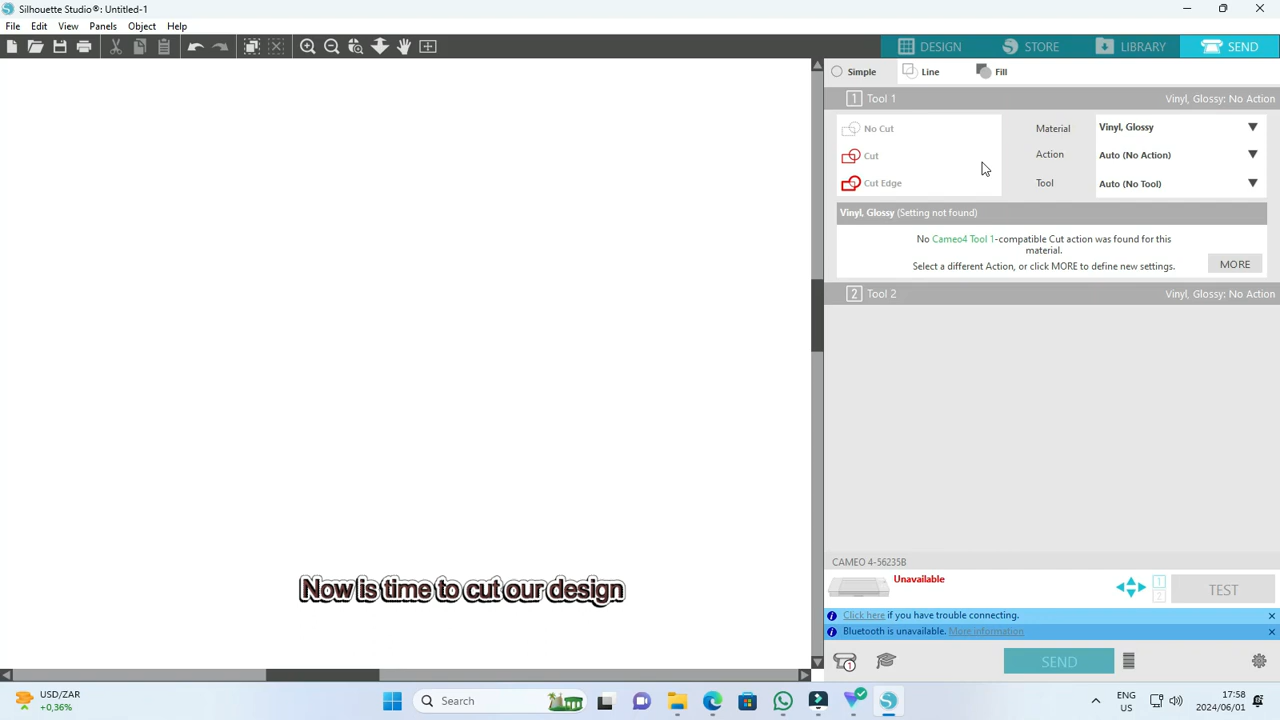 Silhouette Studio®: Untitled-1
File Edit View Panels Object Help
DESIGN STORE LIBRARY SEND
Simple Line Fill
1 Tool 1 Vinyl, Glossy: No Action
No Cut
Cut
Cut Edge
Material Vinyl, Glossy
Action Auto (No Action)
Tool Auto (No Tool)
Vinyl, Glossy (Setting not found)
No Cameo4 Tool 1-compatible Cut action was found for this
material.
Select a different Action, or click MORE to define new settings.
MORE
2 Tool 2 Vinyl, Glossy: No Action
Now is time to cut our design
CAMEO 4-56235B
Unavailable
1
2
TEST
Click here if you have trouble connecting.
Bluetooth is unavailable. More information
1
SEND
USD/ZAR
+0,36%
Search
ENG
US
17:58
2024/06/01